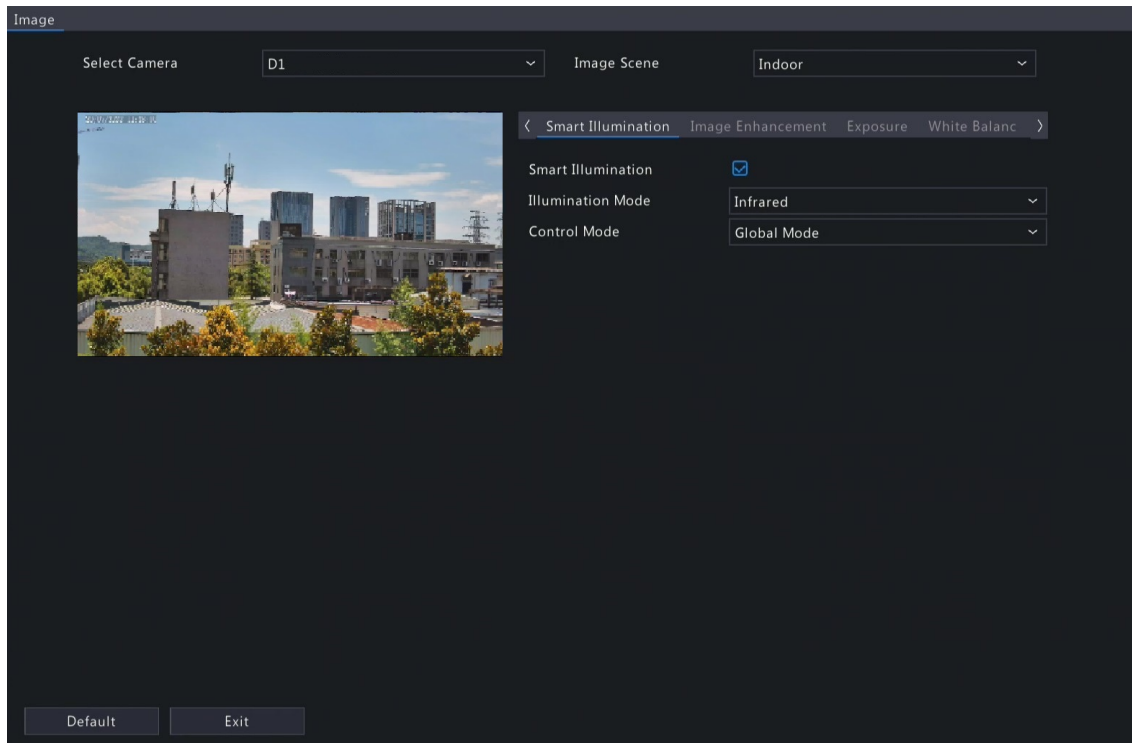 Image
Select Camera D1 Image Scene Indoor
Smart Illumination Image Enhancement Exposure White Balanc
Smart Illumination
Illumination Mode Infrared
Control Mode Global Mode
Default Exit